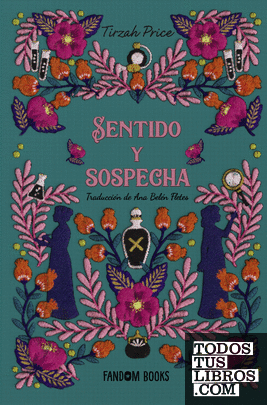 Tirzah Price
SENTIDO
Y
SOSPECHA
Traducción de Ana Belén Fletes
FANDOM BOOKS
TODOS
TUS
LIBROS
.COM